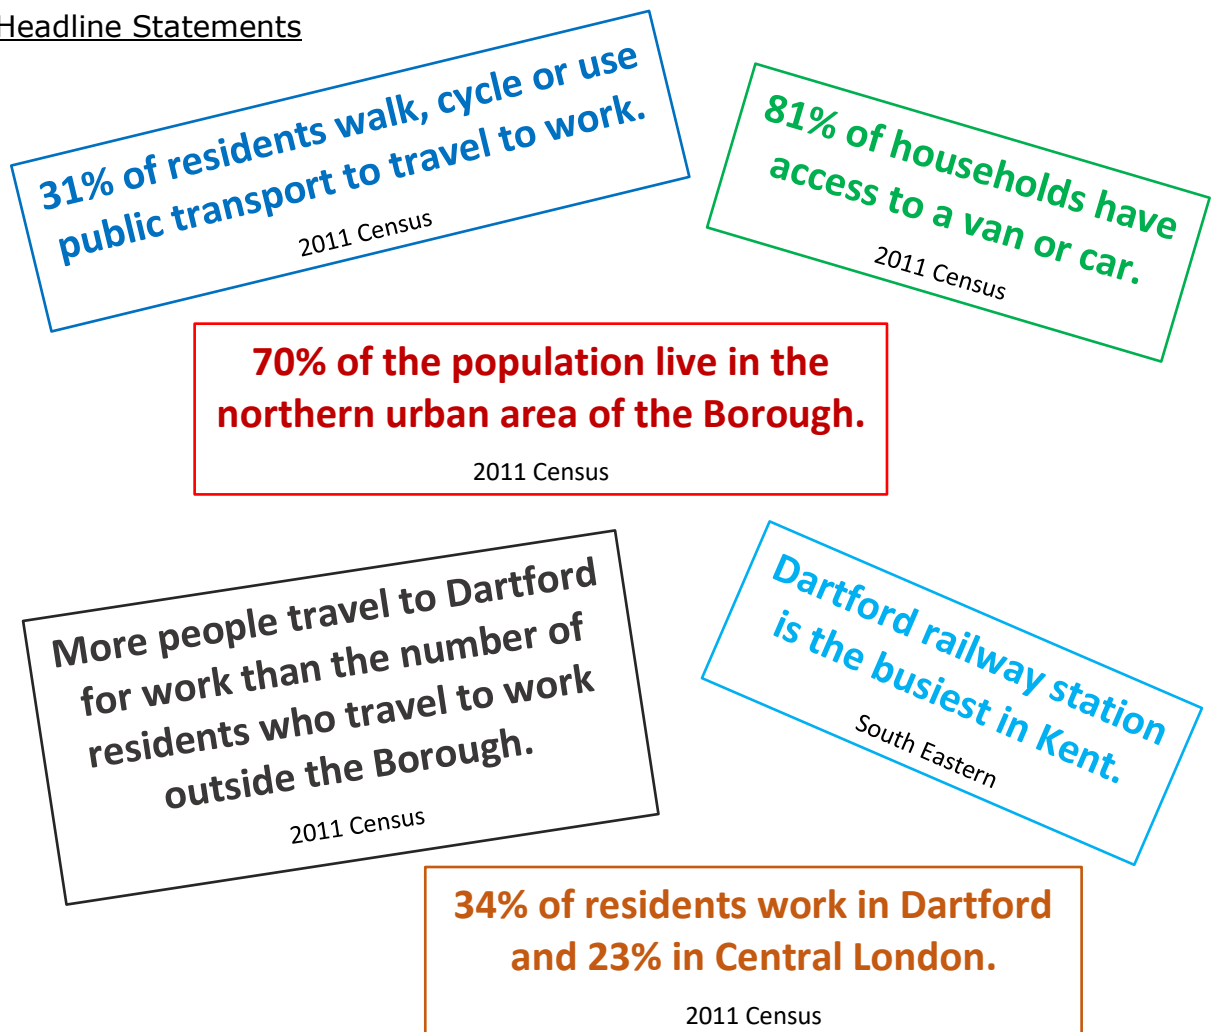 Headline Statements
31% of residents walk, cycle or use
public transport to travel to work.
2011 Census
81% of households have
access to a van or car.
2011 Census
70% of the population live in the
northern urban area of the Borough.
2011 Census
More people travel to Dartford
for work than the number of
residents who travel to work
outside the Borough.
2011 Census
Dartford railway station
is the busiest in Kent.
South Eastern
34% of residents work in Dartford
and 23% in Central London.
2011 Census